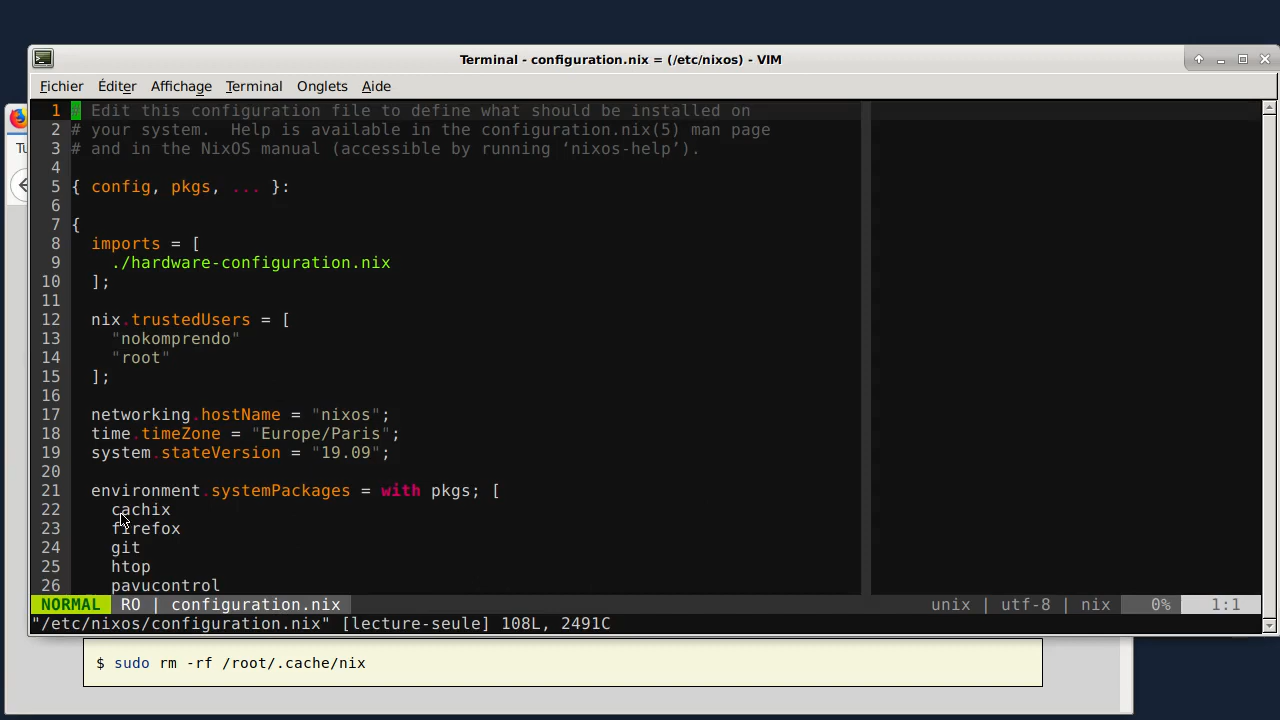 Terminal - configuration.nix = (/etc/nixos) - VIM
Fichier Éditer Affichage Terminal Onglets Aide
1 # Edit this configuration file to define what should be installed on
2 # your system.  Help is available in the configuration.nix(5) man page
3 # and in the NixOS manual (accessible by running ‘nixos-help’).
4
5 { config, pkgs, ... }:
6
7 {
8   imports = [
9     ./hardware-configuration.nix
10   ];
11
12   nix.trustedUsers = [
13     "nokomprendo"
14     "root"
15   ];
16
17   networking.hostName = "nixos";
18   time.timeZone = "Europe/Paris";
19   system.stateVersion = "19.09";
20
21   environment.systemPackages = with pkgs; [
22     cachix
23     firefox
24     git
25     htop
26     pavucontrol
NORMAL RO | configuration.nix unix | utf-8 | nix 0% 1:1
"/etc/nixos/configuration.nix" [lecture-seule] 108L, 2491C
$ sudo rm -rf /root/.cache/nix